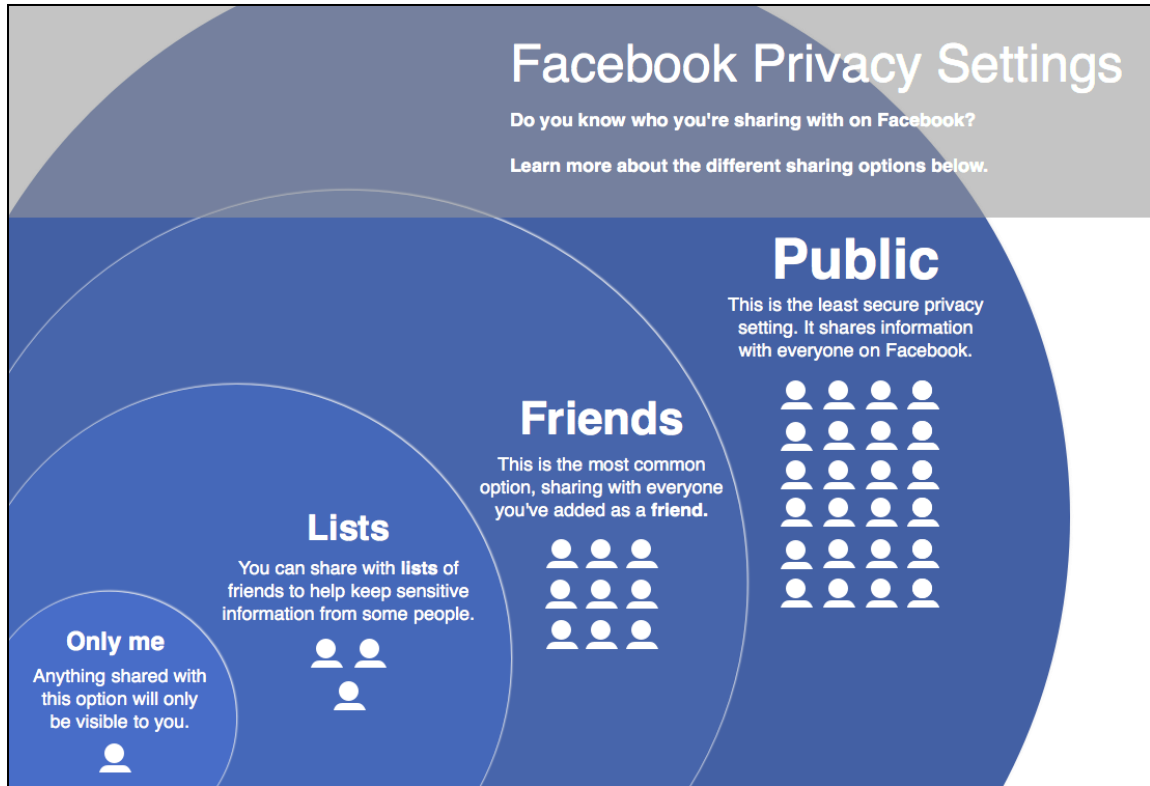 Facebook Privacy Settings
Do you know who you're sharing with on Facebook?
Learn more about the different sharing options below.
Public
This is the least secure privacy
setting. It shares information
with everyone on Facebook.
Friends
This is the most common
option, sharing with everyone
you've added as a friend.
Lists
You can share with lists of
friends to help keep sensitive
information from some people.
Only me
Anything shared with
this option will only
be visible to you.